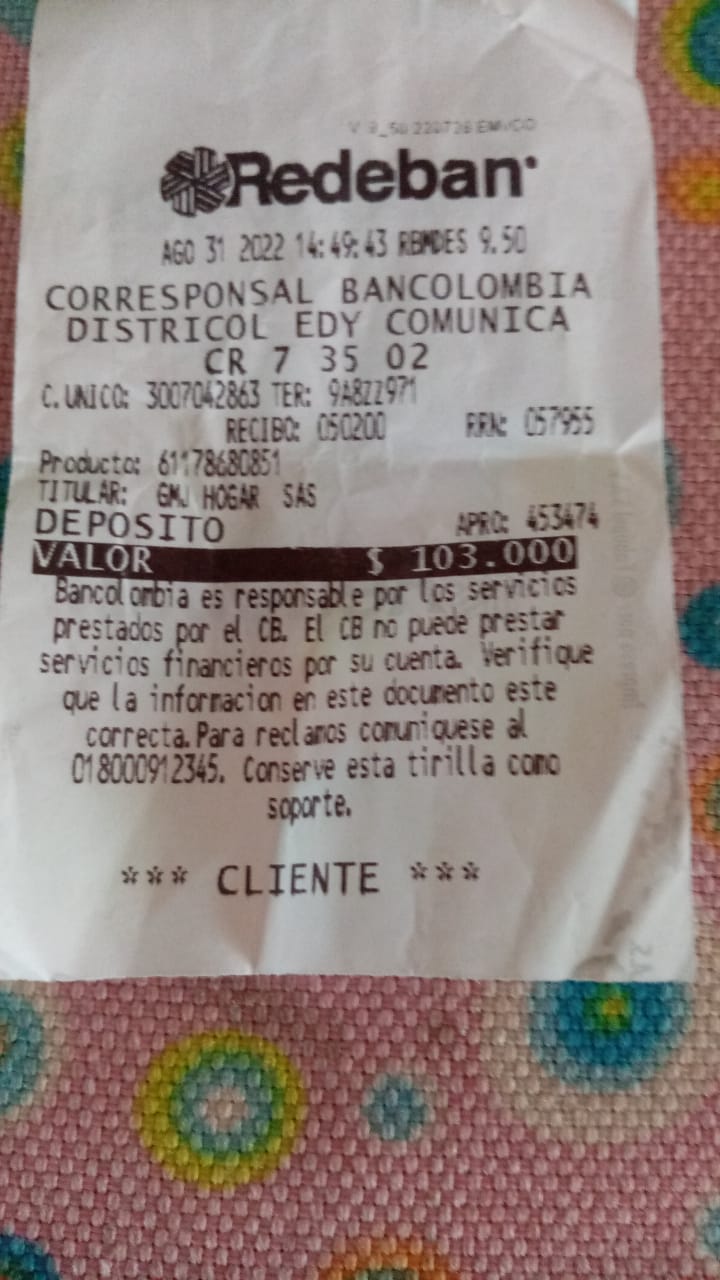 Redeban
AGO 31 2022 14:49:43 RBMDES 9.50
CORRESPONSAL BANCOLOMBIA
DISTRICOL EDY COMUNICA
CR 7 35 02
C.UNICO: 3007042863 TER: 9A8ZZ971
RECIBO: 050200 RRN: 057955
Producto: 61178680851
TITULAR: GMJ HOGAR SAS
DEPOSITO APRO: 453474
VALOR $ 103.000
Bancolombia es responsable por los servicios
prestados por el CB. El CB no puede prestar
servicios financieros por su cuenta. Verifique
que la informacion en este documento este
correcta.Para reclamos comuniquese al
018000912345. Conserve esta tirilla como
soporte.
*** CLIENTE ***